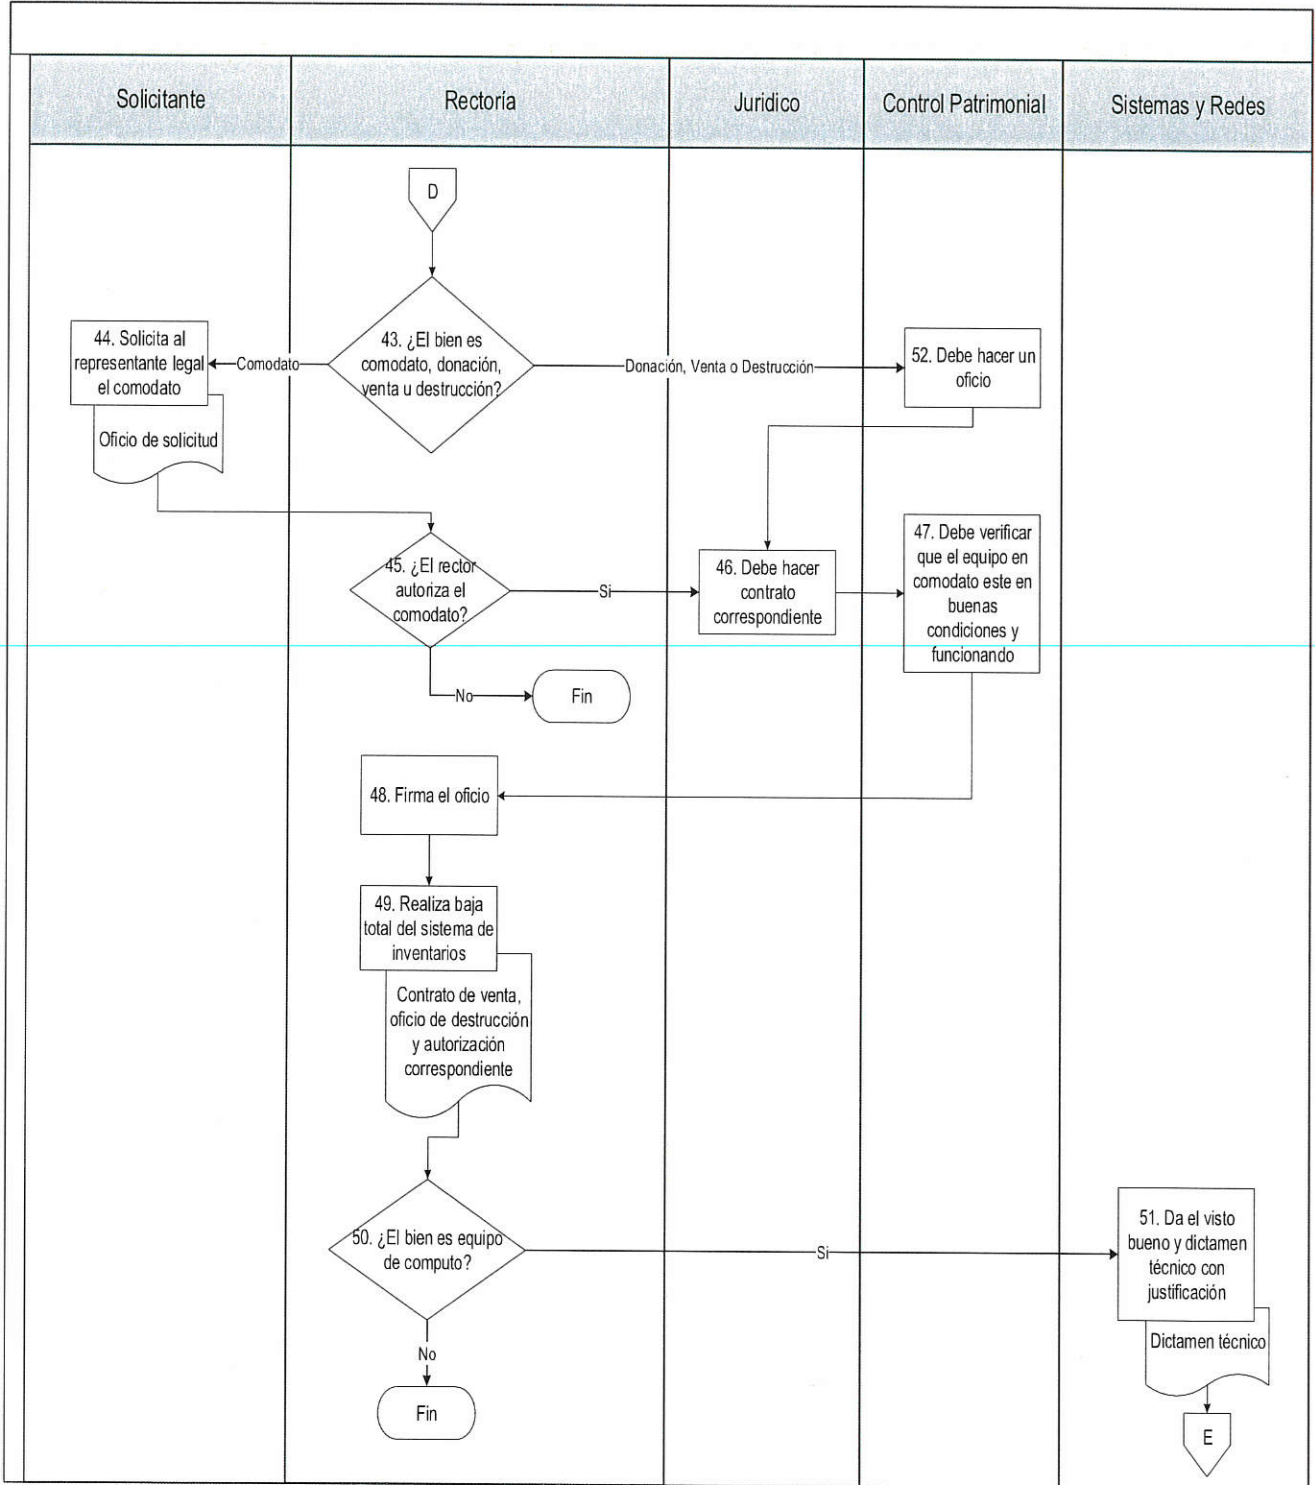 Solicitante
Rectoría
Juridico
Control Patrimonial
Sistemas y Redes
D
43. ¿El bien es
comodato, donación,
venta u destrucción?
Comodato
44. Solicita al
representante legal
el comodato
Oficio de solicitud
Donación, Venta o Destrucción
52. Debe hacer un
oficio
45. ¿El rector
autoriza el
comodato?
Si
46. Debe hacer
contrato
correspondiente
47. Debe verificar
que el equipo en
comodato este en
buenas
condiciones y
funcionando
No
Fin
48. Firma el oficio
49. Realiza baja
total del sistema de
inventarios
Contrato de venta,
oficio de destrucción
y autorización
correspondiente
50. ¿El bien es equipo
de computo?
Si
51. Da el visto
bueno y dictamen
técnico con
justificación
Dictamen técnico
No
Fin
E